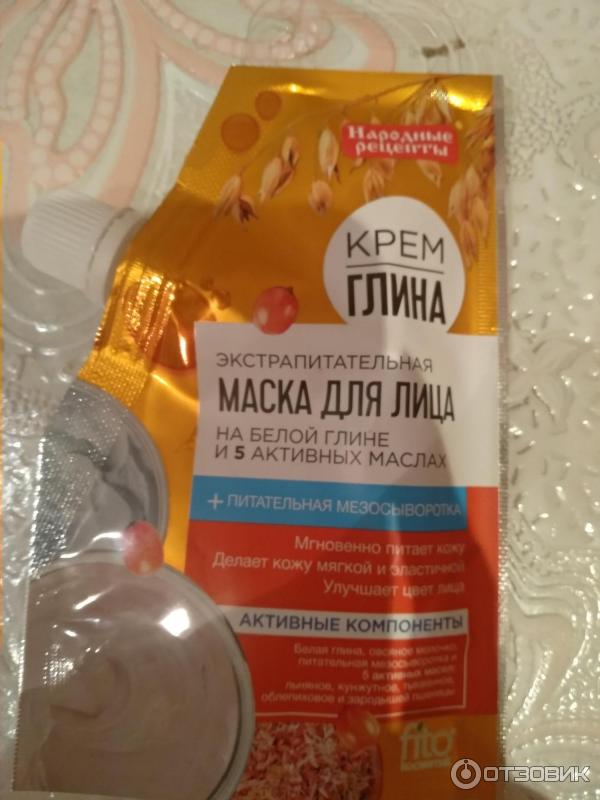 Народные
рецепты
КРЕМ
ГЛИНА
ЭКСТРАПИТАТЕЛЬНАЯ
МАСКА ДЛЯ ЛИЦА
НА БЕЛОЙ ГЛИНЕ
И 5 АКТИВНЫХ МАСЛАХ
+ ПИТАТЕЛЬНАЯ МЕЗОСЫВОРОТКА
Мгновенно питает кожу
Делает кожу мягкой и эластичной
Улучшает цвет лица
АКТИВНЫЕ КОМПОНЕНТЫ
Белая глина, овсяное молочко,
питательная мезосыворотка и
5 активных масел:
льняное, кунжутное, тыквенное,
облепиховое и зародышей пшеницы
fito
КОСМЕТИК
ОТЗОВИК